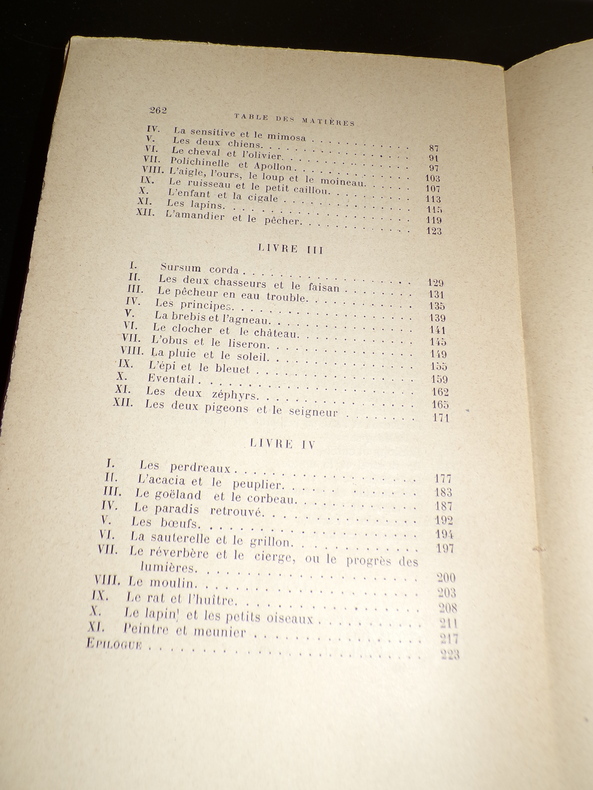 262 TABLE DES MATIÈRES
IV. La sensitive et le mimosa . . . . . . . . . . . 87
V. Les deux chiens. . . . . . . . . . . . . . . 91
VI. Le cheval et l'olivier. . . . . . . . . . . . . 97
VII. Polichinelle et Apollon. . . . . . . . . . . . 103
VIII. L'aigle, l'ours, le loup et le moineau. . . . . . 107
IX. Le ruisseau et le petit caillou. . . . . . . . . 113
X. L'enfant et la cigale . . . . . . . . . . . . . 115
XI. Les lapins. . . . . . . . . . . . . . . . . 119
XII. L'amandier et le pêcher. . . . . . . . . . . . 123
LIVRE III
I. Sursum corda . . . . . . . . . . . . . . . 129
II. Les deux chasseurs et le faisan . . . . . . . . 131
III. Le pêcheur en eau trouble. . . . . . . . . . . 135
IV. Les principes. . . . . . . . . . . . . . . . 139
V. La brebis et l'agneau. . . . . . . . . . . . . 141
VI. Le clocher et le château. . . . . . . . . . . . 145
VII. L'obus et le liseron. . . . . . . . . . . . . 149
VIII. La pluie et le soleil. . . . . . . . . . . . . 155
IX. L'épi et le bleuet . . . . . . . . . . . . . . 159
X. Eventail . . . . . . . . . . . . . . . . . 162
XI. Les deux zéphyrs. . . . . . . . . . . . . . 165
XII. Les deux pigeons et le seigneur . . . . . . . . 171
LIVRE IV
I. Les perdreaux . . . . . . . . . . . . . . . 177
II. L'acacia et le peuplier. . . . . . . . . . . . 183
III. Le goëland et le corbeau. . . . . . . . . . . 187
IV. Le paradis retrouvé. . . . . . . . . . . . . 192
V. Les bœufs. . . . . . . . . . . . . . . . . 194
VI. La sauterelle et le grillon. . . . . . . . . . . 197
VII. Le réverbère et le cierge, ou le progrès des
lumières. . . . . . . . . . . . . . . . . 200
VIII. Le moulin. . . . . . . . . . . . . . . . . 203
IX. Le rat et l'huître. . . . . . . . . . . . . . 208
X. Le lapin et les petits oiseaux . . . . . . . . . 211
XI. Peintre et meunier . . . . . . . . . . . . . 217
EPILOGUE . . . . . . . . . . . . . . . . . . 223